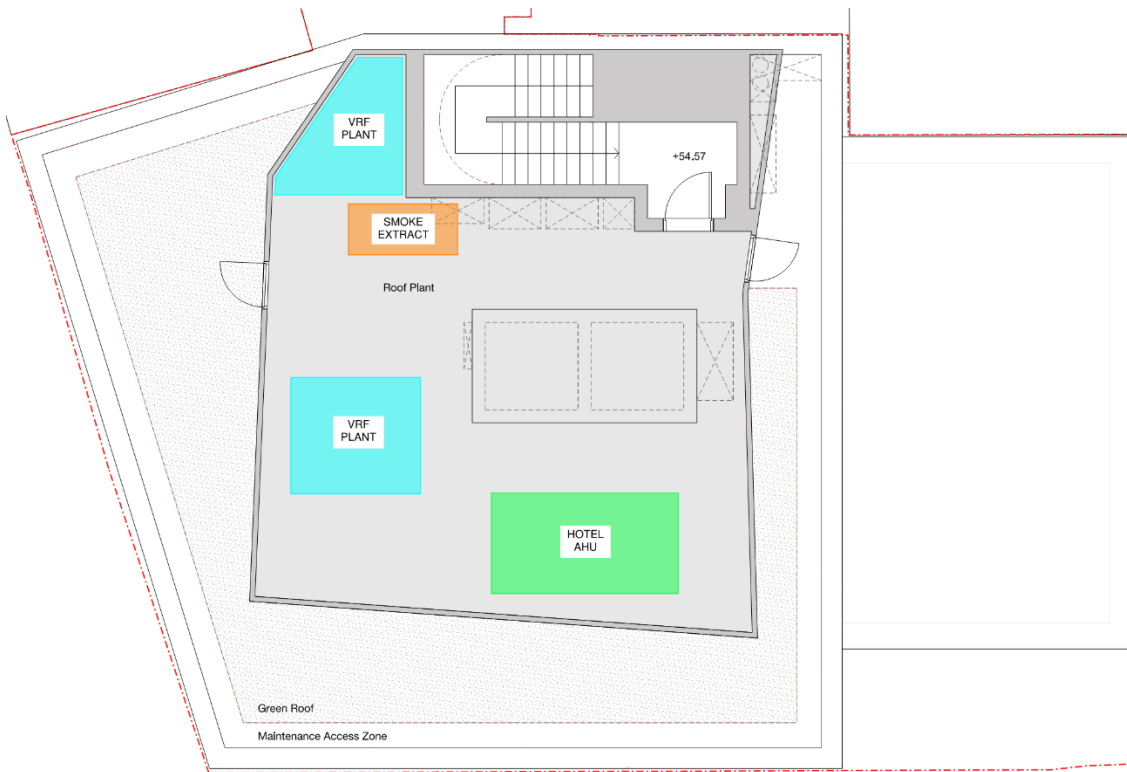 VRF
PLANT
+54.57
SMOKE
EXTRACT
Roof Plant
VRF
PLANT
HOTEL
AHU
Green Roof
Maintenance Access Zone